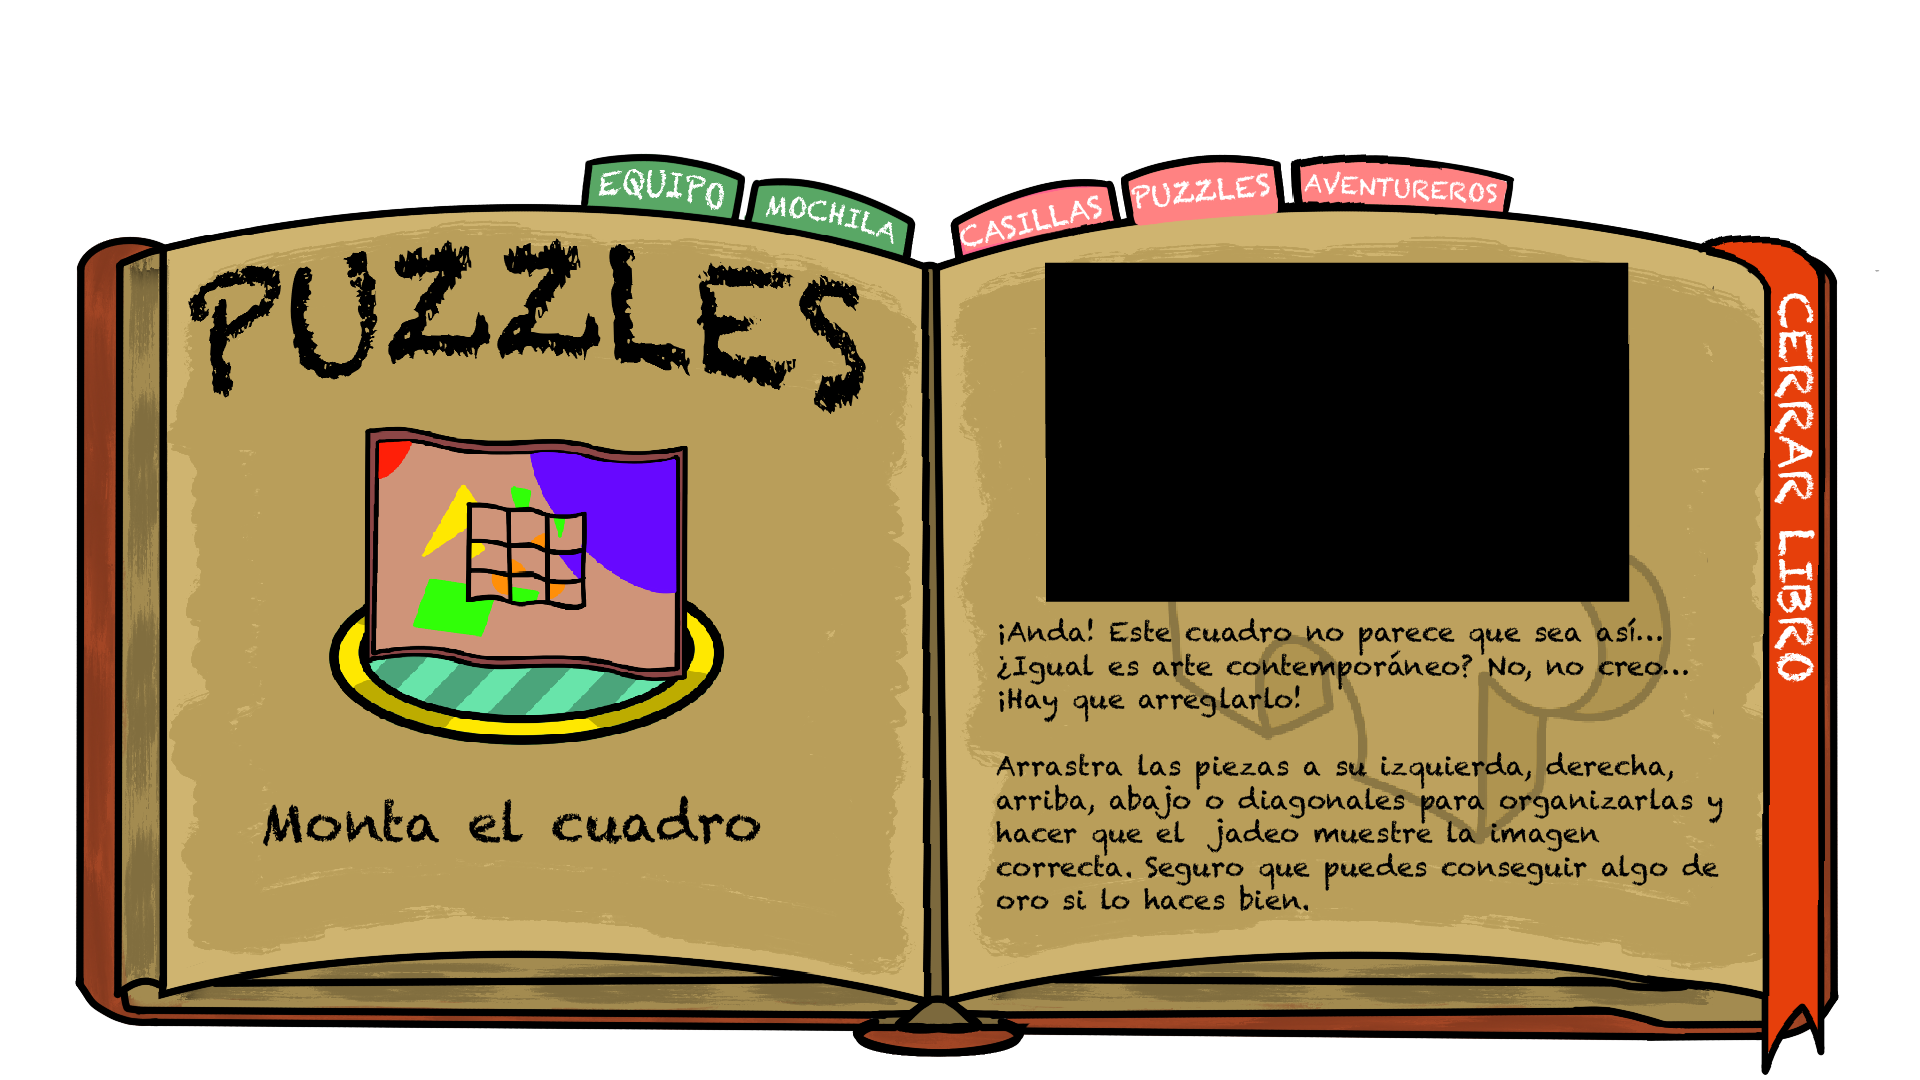 EQUIPO
MOCHILA
CASILLAS
PUZZLES
AVENTUREROS
PUZZLES
Monta el cuadro
¡Anda! Este cuadro no parece que sea así...
¿Igual es arte contemporáneo? No, no creo...
¡Hay que arreglarlo!
Arrastra las piezas a su izquierda, derecha,
arriba, abajo o diagonales para organizarlas y
hacer que el jadeo muestre la imagen
correcta. Seguro que puedes conseguir algo de
oro si lo haces bien.
CERRAR LIBRO